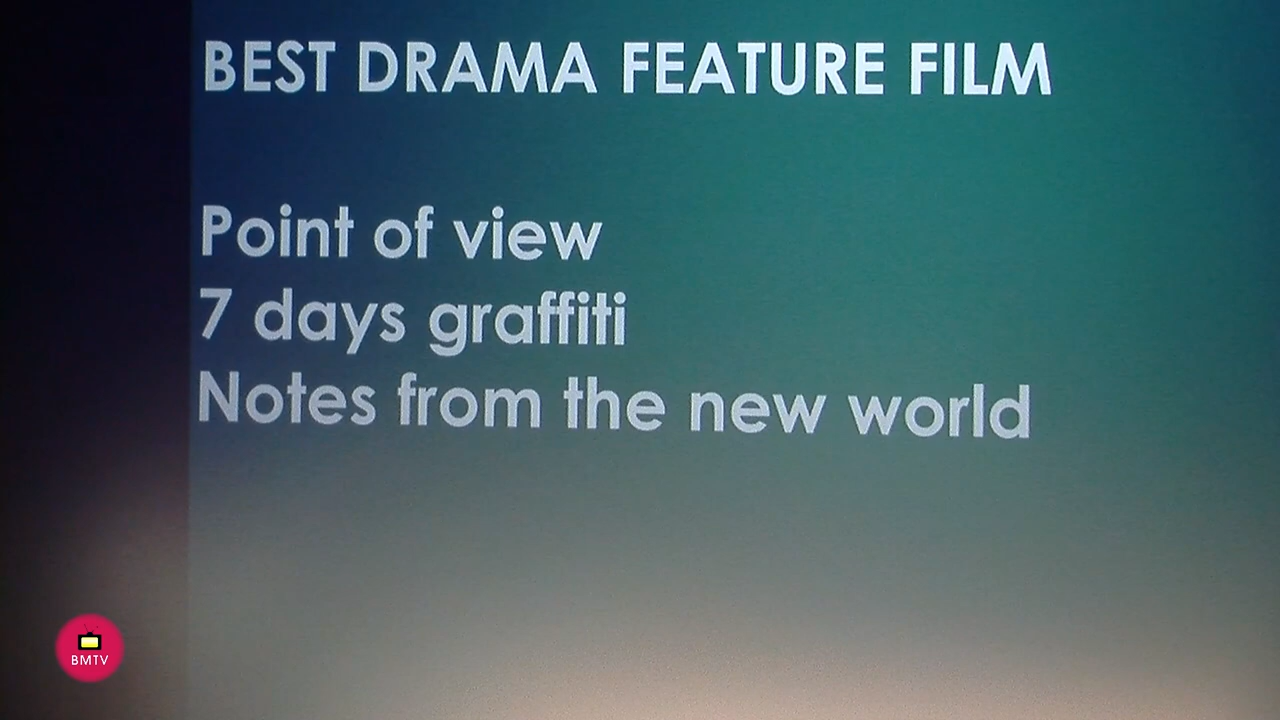 BEST DRAMA FEATURE FILM
Point of view
7 days graffiti
Notes from the new world
BMTV